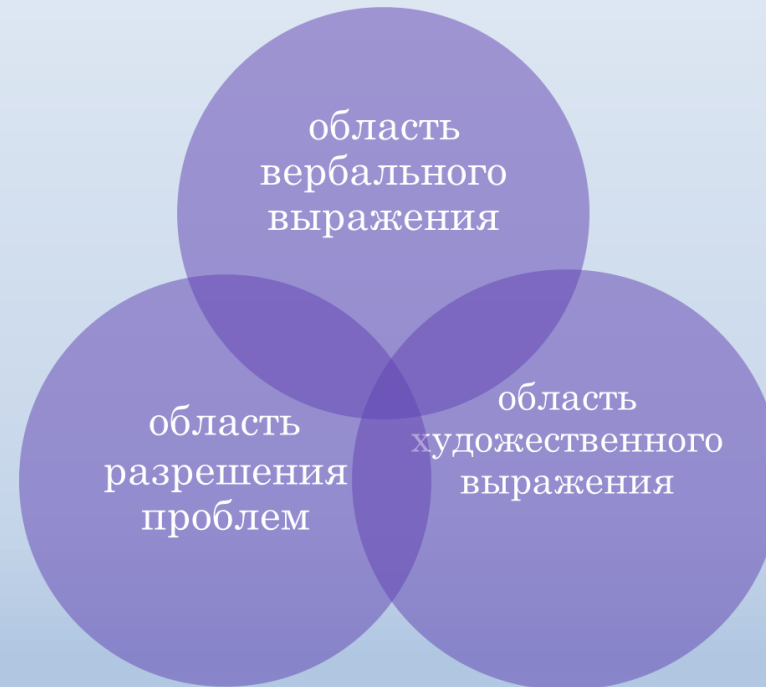 область
вербального
выражения
область
разрешения
проблем
область
художественного
выражения